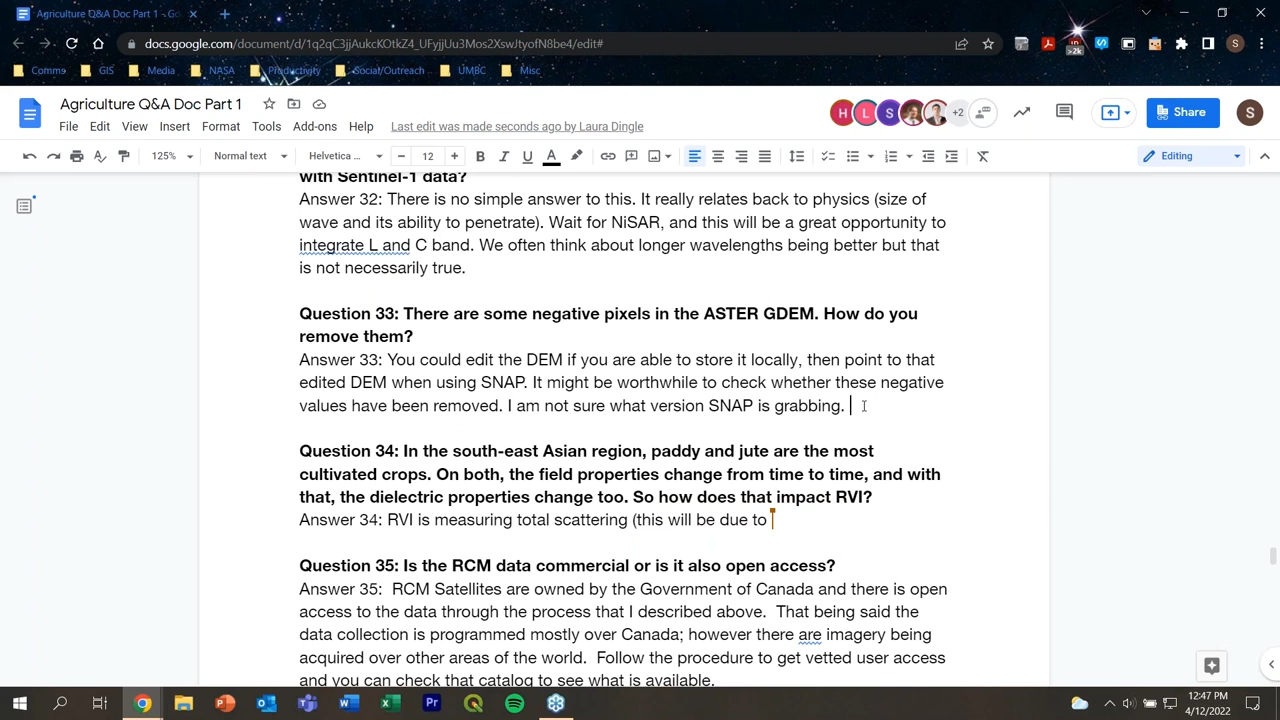 Agriculture Q&A Doc Part 1 - Go
docs.google.com/document/d/1q2qC3jjAukcKOtkZ4_UFyjjUu3Mos2XswJtyofN8be4/edit#
>2k
S
Comms GIS Media NASA Productivity Social/Outreach UMBC Misc
Agriculture Q&A Doc Part 1
H L S +2 Share S
File Edit View Insert Format Tools Add-ons Help Last edit was made seconds ago by Laura Dingle
125% Normal text Helvetica ... 12 B I U A Editing
with Sentinel-1 data?
Answer 32: There is no simple answer to this. It really relates back to physics (size of
wave and its ability to penetrate). Wait for NiSAR, and this will be a great opportunity to
integrate L and C band. We often think about longer wavelengths being better but that
is not necessarily true.
Question 33: There are some negative pixels in the ASTER GDEM. How do you
remove them?
Answer 33: You could edit the DEM if you are able to store it locally, then point to that
edited DEM when using SNAP. It might be worthwhile to check whether these negative
values have been removed. I am not sure what version SNAP is grabbing.
Question 34: In the south-east Asian region, paddy and jute are the most
cultivated crops. On both, the field properties change from time to time, and with
that, the dielectric properties change too. So how does that impact RVI?
Answer 34: RVI is measuring total scattering (this will be due to
Question 35: Is the RCM data commercial or is it also open access?
Answer 35:  RCM Satellites are owned by the Government of Canada and there is open
access to the data through the process that I described above.  That being said the
data collection is programmed mostly over Canada; however there are imagery being
acquired over other areas of the world.  Follow the procedure to get vetted user access
and you can check that catalog to see what is available.
12:47 PM
4/12/2022